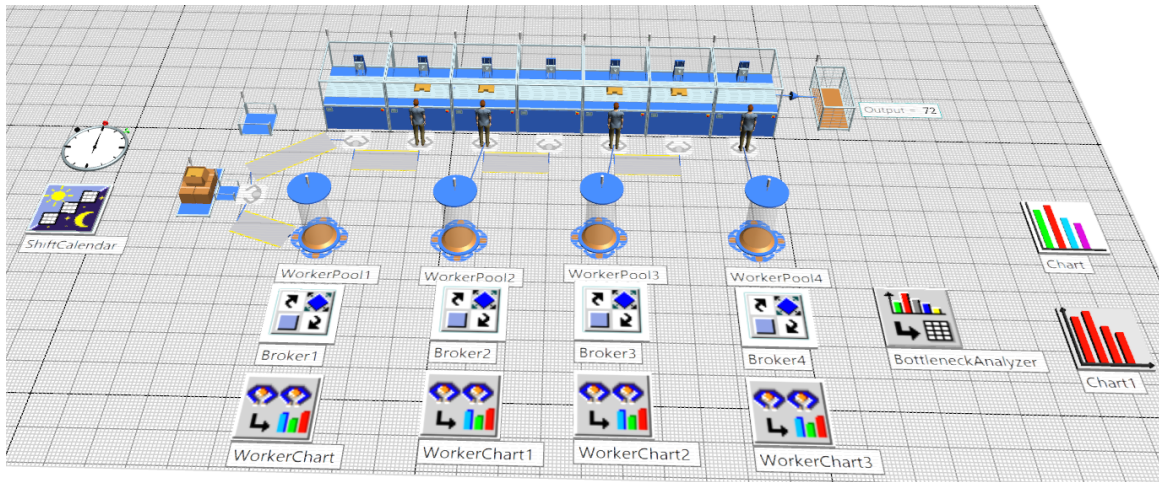 Output = 72
ShiftCalendar
WorkerPool1
WorkerPool2
WorkerPool3
WorkerPool4
Chart
Broker1
Broker2
Broker3
Broker4
BottleneckAnalyzer
Chart1
WorkerChart
WorkerChart1
WorkerChart2
WorkerChart3